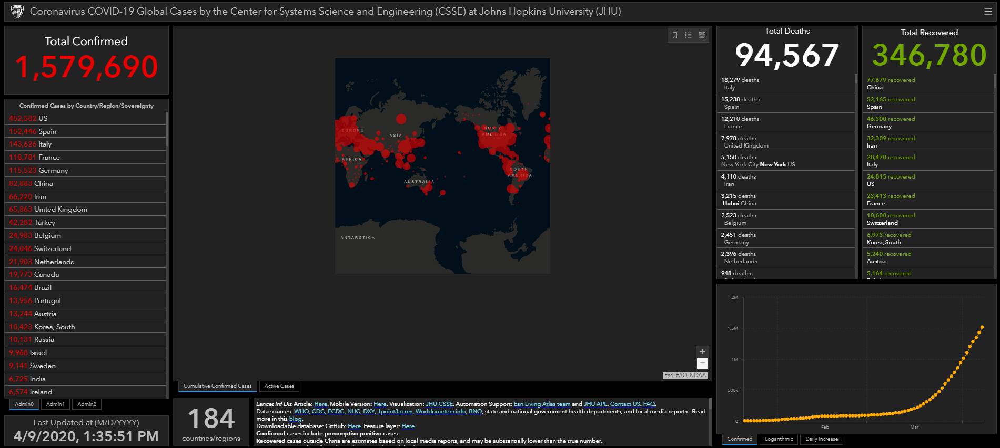 Coronavirus COVID-19 Global Cases by the Center for Systems Science and Engineering (CSSE) at Johns Hopkins University (JHU)
Total Confirmed
1,579,690
Confirmed Cases by Country/Region/Sovereignty
452,582 US
152,446 Spain
143,626 Italy
118,781 France
115,523 Germany
82,883 China
66,220 Iran
65,863 United Kingdom
42,282 Turkey
24,983 Belgium
24,046 Switzerland
21,903 Netherlands
19,773 Canada
16,474 Brazil
13,956 Portugal
13,244 Austria
10,423 Korea, South
10,131 Russia
9,968 Israel
9,141 Sweden
6,725 India
6,574 Ireland
Admin0
Admin1
Admin2
Last Updated at (M/D/YYYY)
4/9/2020, 1:35:51 PM
EUROPE
ASIA
AFRICA
AUSTRALIA
NORTH
AMERICA
SOUTH
AMERICA
ANTARCTICA
+
−
Esri, FAO, NOAA
Cumulative Confirmed Cases
Active Cases
184
countries/regions
Lancet Inf Dis Article: Here. Mobile Version: Here. Visualization: JHU CSSE. Automation Support: Esri Living Atlas team and JHU APL. Contact US. FAQ.
Data sources: WHO, CDC, ECDC, NHC, DXY, 1point3acres, Worldometers.info, BNO, state and national government health departments, and local media reports. Read
more in this blog.
Downloadable database: GitHub: Here. Feature layer: Here.
Confirmed cases include presumptive positive cases.
Recovered cases outside China are estimates based on local media reports, and may be substantially lower than the true number.
Total Deaths
94,567
18,279 deaths
Italy
15,238 deaths
Spain
12,210 deaths
France
7,978 deaths
United Kingdom
5,150 deaths
New York City New York US
4,110 deaths
Iran
3,215 deaths
Hubei China
2,523 deaths
Belgium
2,451 deaths
Germany
2,396 deaths
Netherlands
948 deaths
Total Recovered
346,780
77,679 recovered
China
52,165 recovered
Spain
46,300 recovered
Germany
32,309 recovered
Iran
28,470 recovered
Italy
24,815 recovered
US
23,413 recovered
France
10,600 recovered
Switzerland
6,973 recovered
Korea, South
5,240 recovered
Austria
5,164 recovered
2M
1.5M
1M
500k
0
Feb
Mar
Confirmed
Logarithmic
Daily Increase